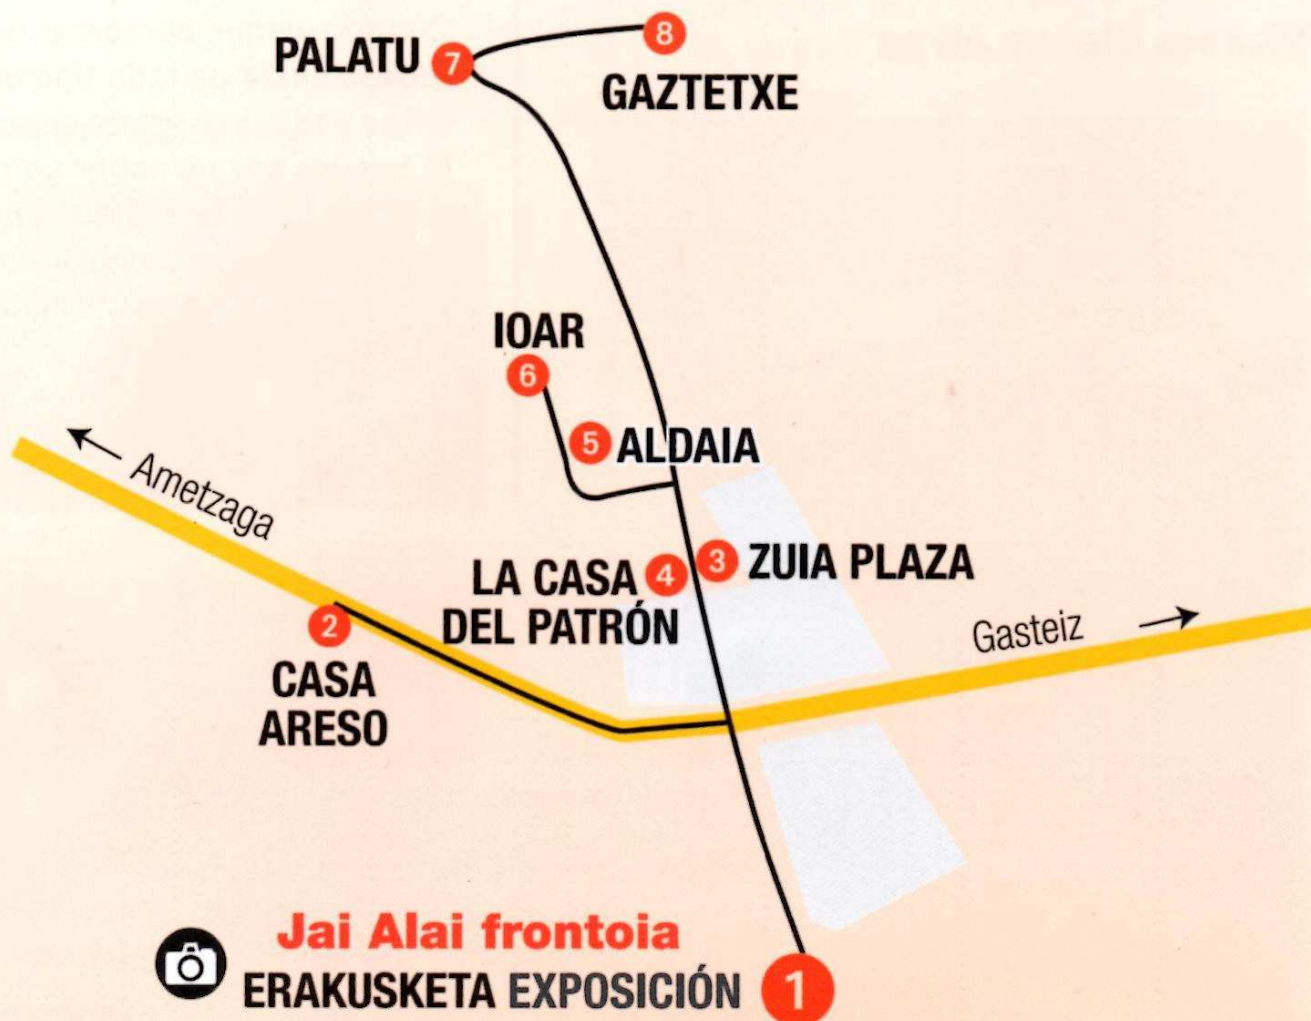 8
PALATU 7
GAZTETXE
IOAR
6
5 ALDAIA
Ametzaga
3 ZUIA PLAZA
LA CASA 4
DEL PATRÓN
2
Gasteiz
CASA
ARESO
Jai Alai frontoia
ERAKUSKETA EXPOSICIÓN 1